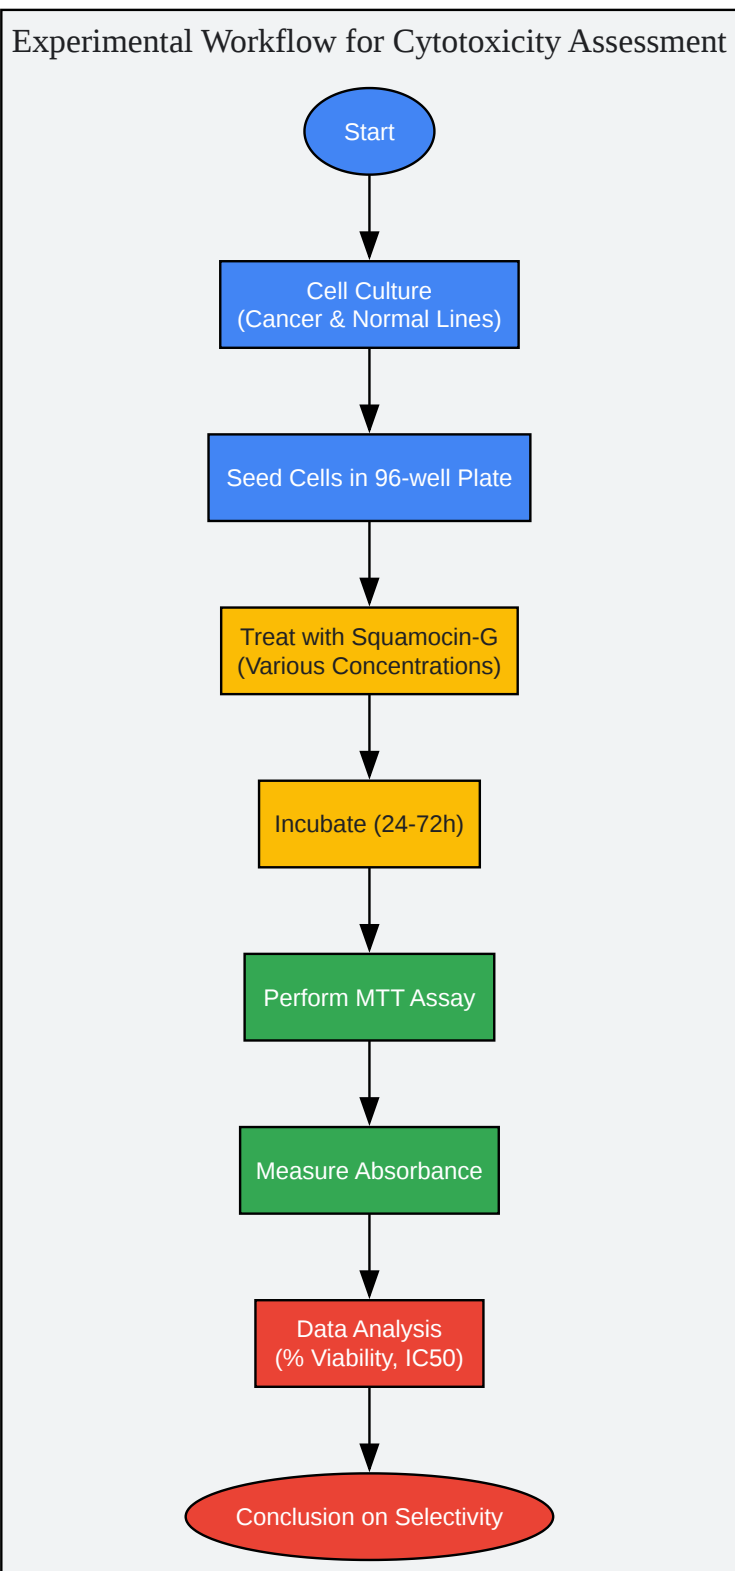 Experimental Workflow for Cytotoxicity Assessment
Start
Cell Culture
(Cancer & Normal Lines)
Seed Cells in 96-well Plate
Treat with Squamocin-G
(Various Concentrations)
Incubate (24-72h)
Perform MTT Assay
Measure Absorbance
Data Analysis
(% Viability, IC50)
Conclusion on Selectivity